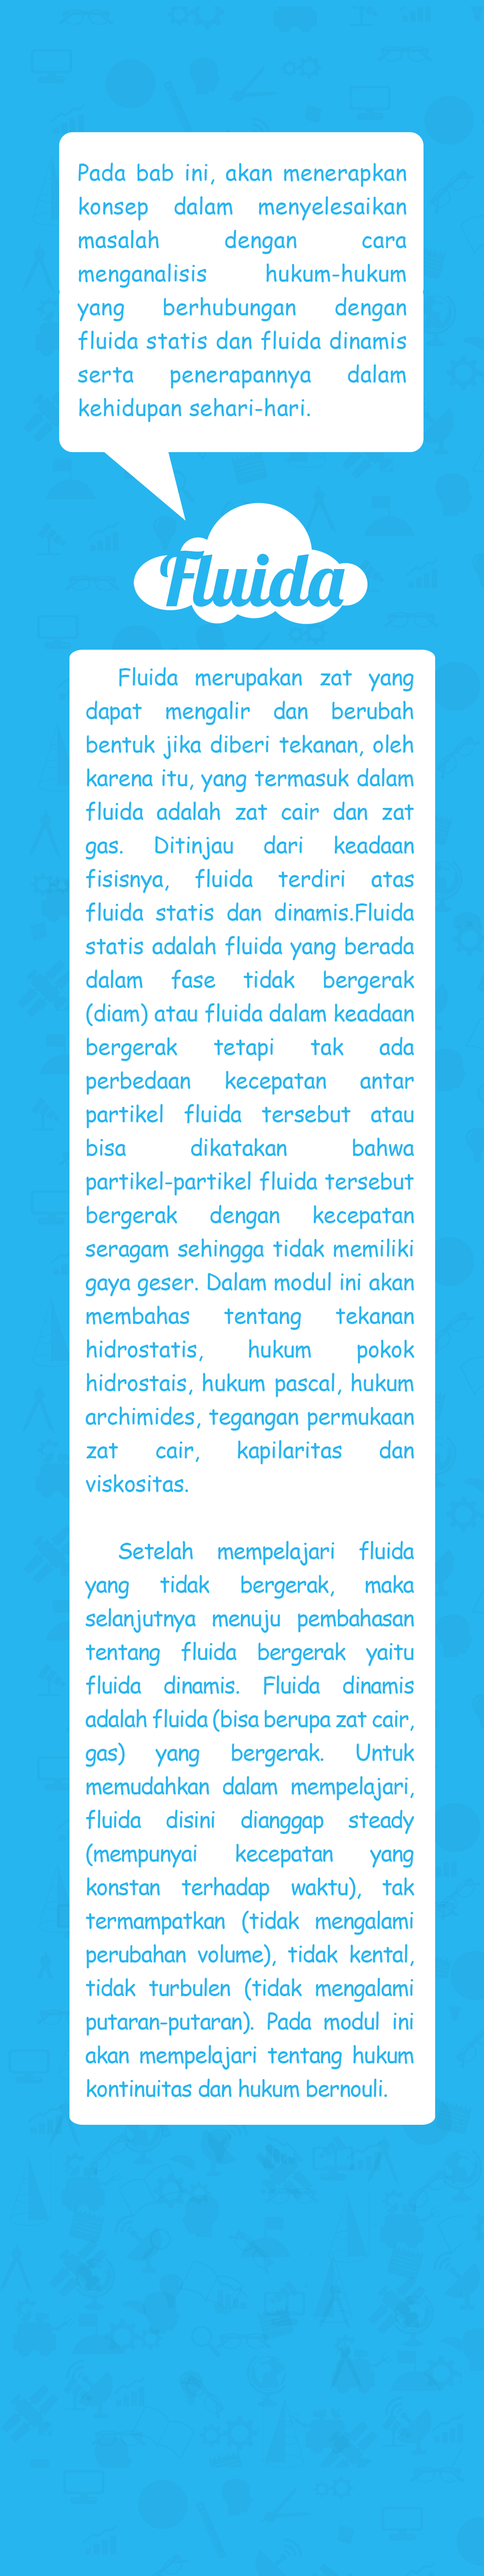 Pada bab ini, akan menerapkan
konsep dalam menyelesaikan
masalah dengan cara
menganalisis hukum-hukum
yang berhubungan dengan
fluida statis dan fluida dinamis
serta penerapannya dalam
kehidupan sehari-hari.
Fluida
Fluida merupakan zat yang
dapat mengalir dan berubah
bentuk jika diberi tekanan, oleh
karena itu, yang termasuk dalam
fluida adalah zat cair dan zat
gas. Ditinjau dari keadaan
fisisnya, fluida terdiri atas
fluida statis dan dinamis.Fluida
statis adalah fluida yang berada
dalam fase tidak bergerak
(diam) atau fluida dalam keadaan
bergerak tetapi tak ada
perbedaan kecepatan antar
partikel fluida tersebut atau
bisa dikatakan bahwa
partikel-partikel fluida tersebut
bergerak dengan kecepatan
seragam sehingga tidak memiliki
gaya geser. Dalam modul ini akan
membahas tentang tekanan
hidrostatis, hukum pokok
hidrostais, hukum pascal, hukum
archimides, tegangan permukaan
zat cair, kapilaritas dan
viskositas.
Setelah mempelajari fluida
yang tidak bergerak, maka
selanjutnya menuju pembahasan
tentang fluida bergerak yaitu
fluida dinamis. Fluida dinamis
adalah fluida (bisa berupa zat cair,
gas) yang bergerak. Untuk
memudahkan dalam mempelajari,
fluida disini dianggap steady
(mempunyai kecepatan yang
konstan terhadap waktu), tak
termampatkan (tidak mengalami
perubahan volume), tidak kental,
tidak turbulen (tidak mengalami
putaran-putaran). Pada modul ini
akan mempelajari tentang hukum
kontinuitas dan hukum bernouli.